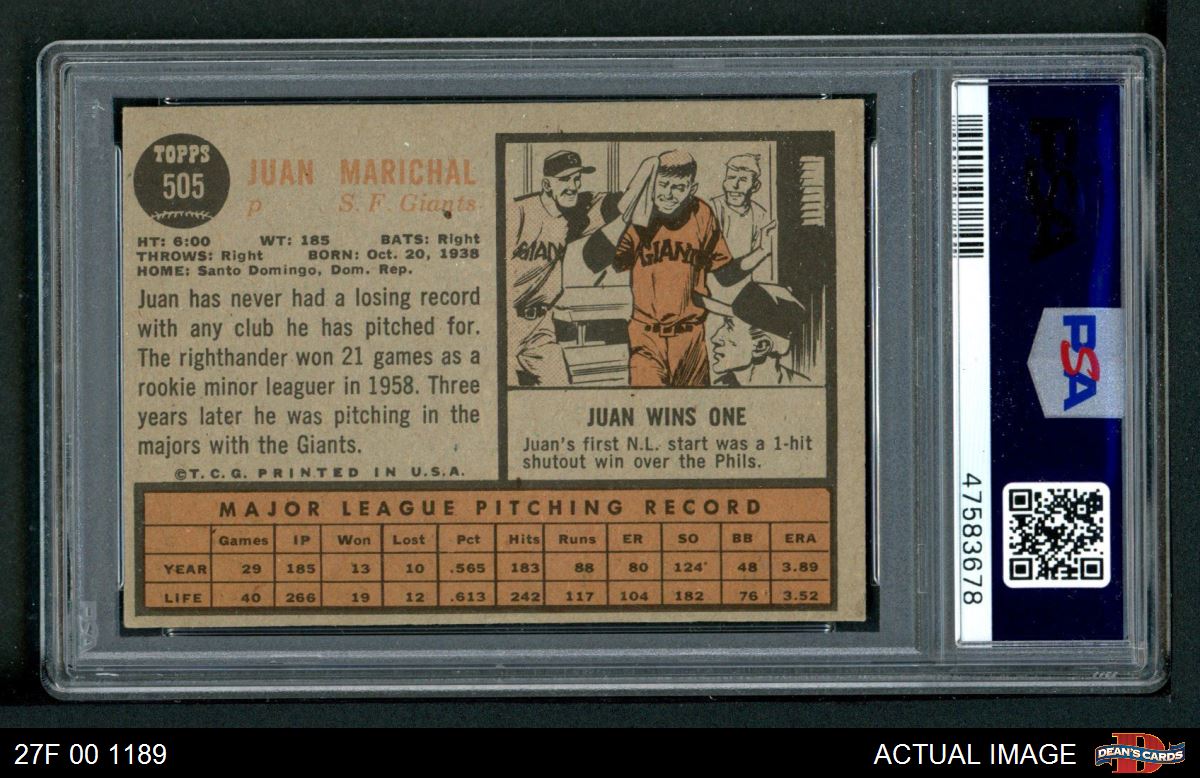 TOPPS
505
JUAN MARICHAL
p S. F. Giants
HT: 6:00 WT: 185 BATS: Right
THROWS: Right BORN: Oct. 20, 1938
HOME: Santo Domingo, Dom. Rep.
Juan has never had a losing record
with any club he has pitched for.
The righthander won 21 games as a
rookie minor leaguer in 1958. Three
years later he was pitching in the
majors with the Giants.
©T.C.G. PRINTED IN U.S.A.
GIANTS
JUAN WINS ONE
Juan's first N.L. start was a 1-hit
shutout win over the Phils.
MAJOR LEAGUE PITCHING RECORD
Games IP Won Lost Pct Hits Runs ER SO BB ERA
YEAR 29 185 13 10 .565 183 88 80 124 48 3.89
LIFE 40 266 19 12 .613 242 117 104 182 76 3.52
PSA
PSA
47583678
27F 00 1189
ACTUAL IMAGE
DEAN'S CARDS